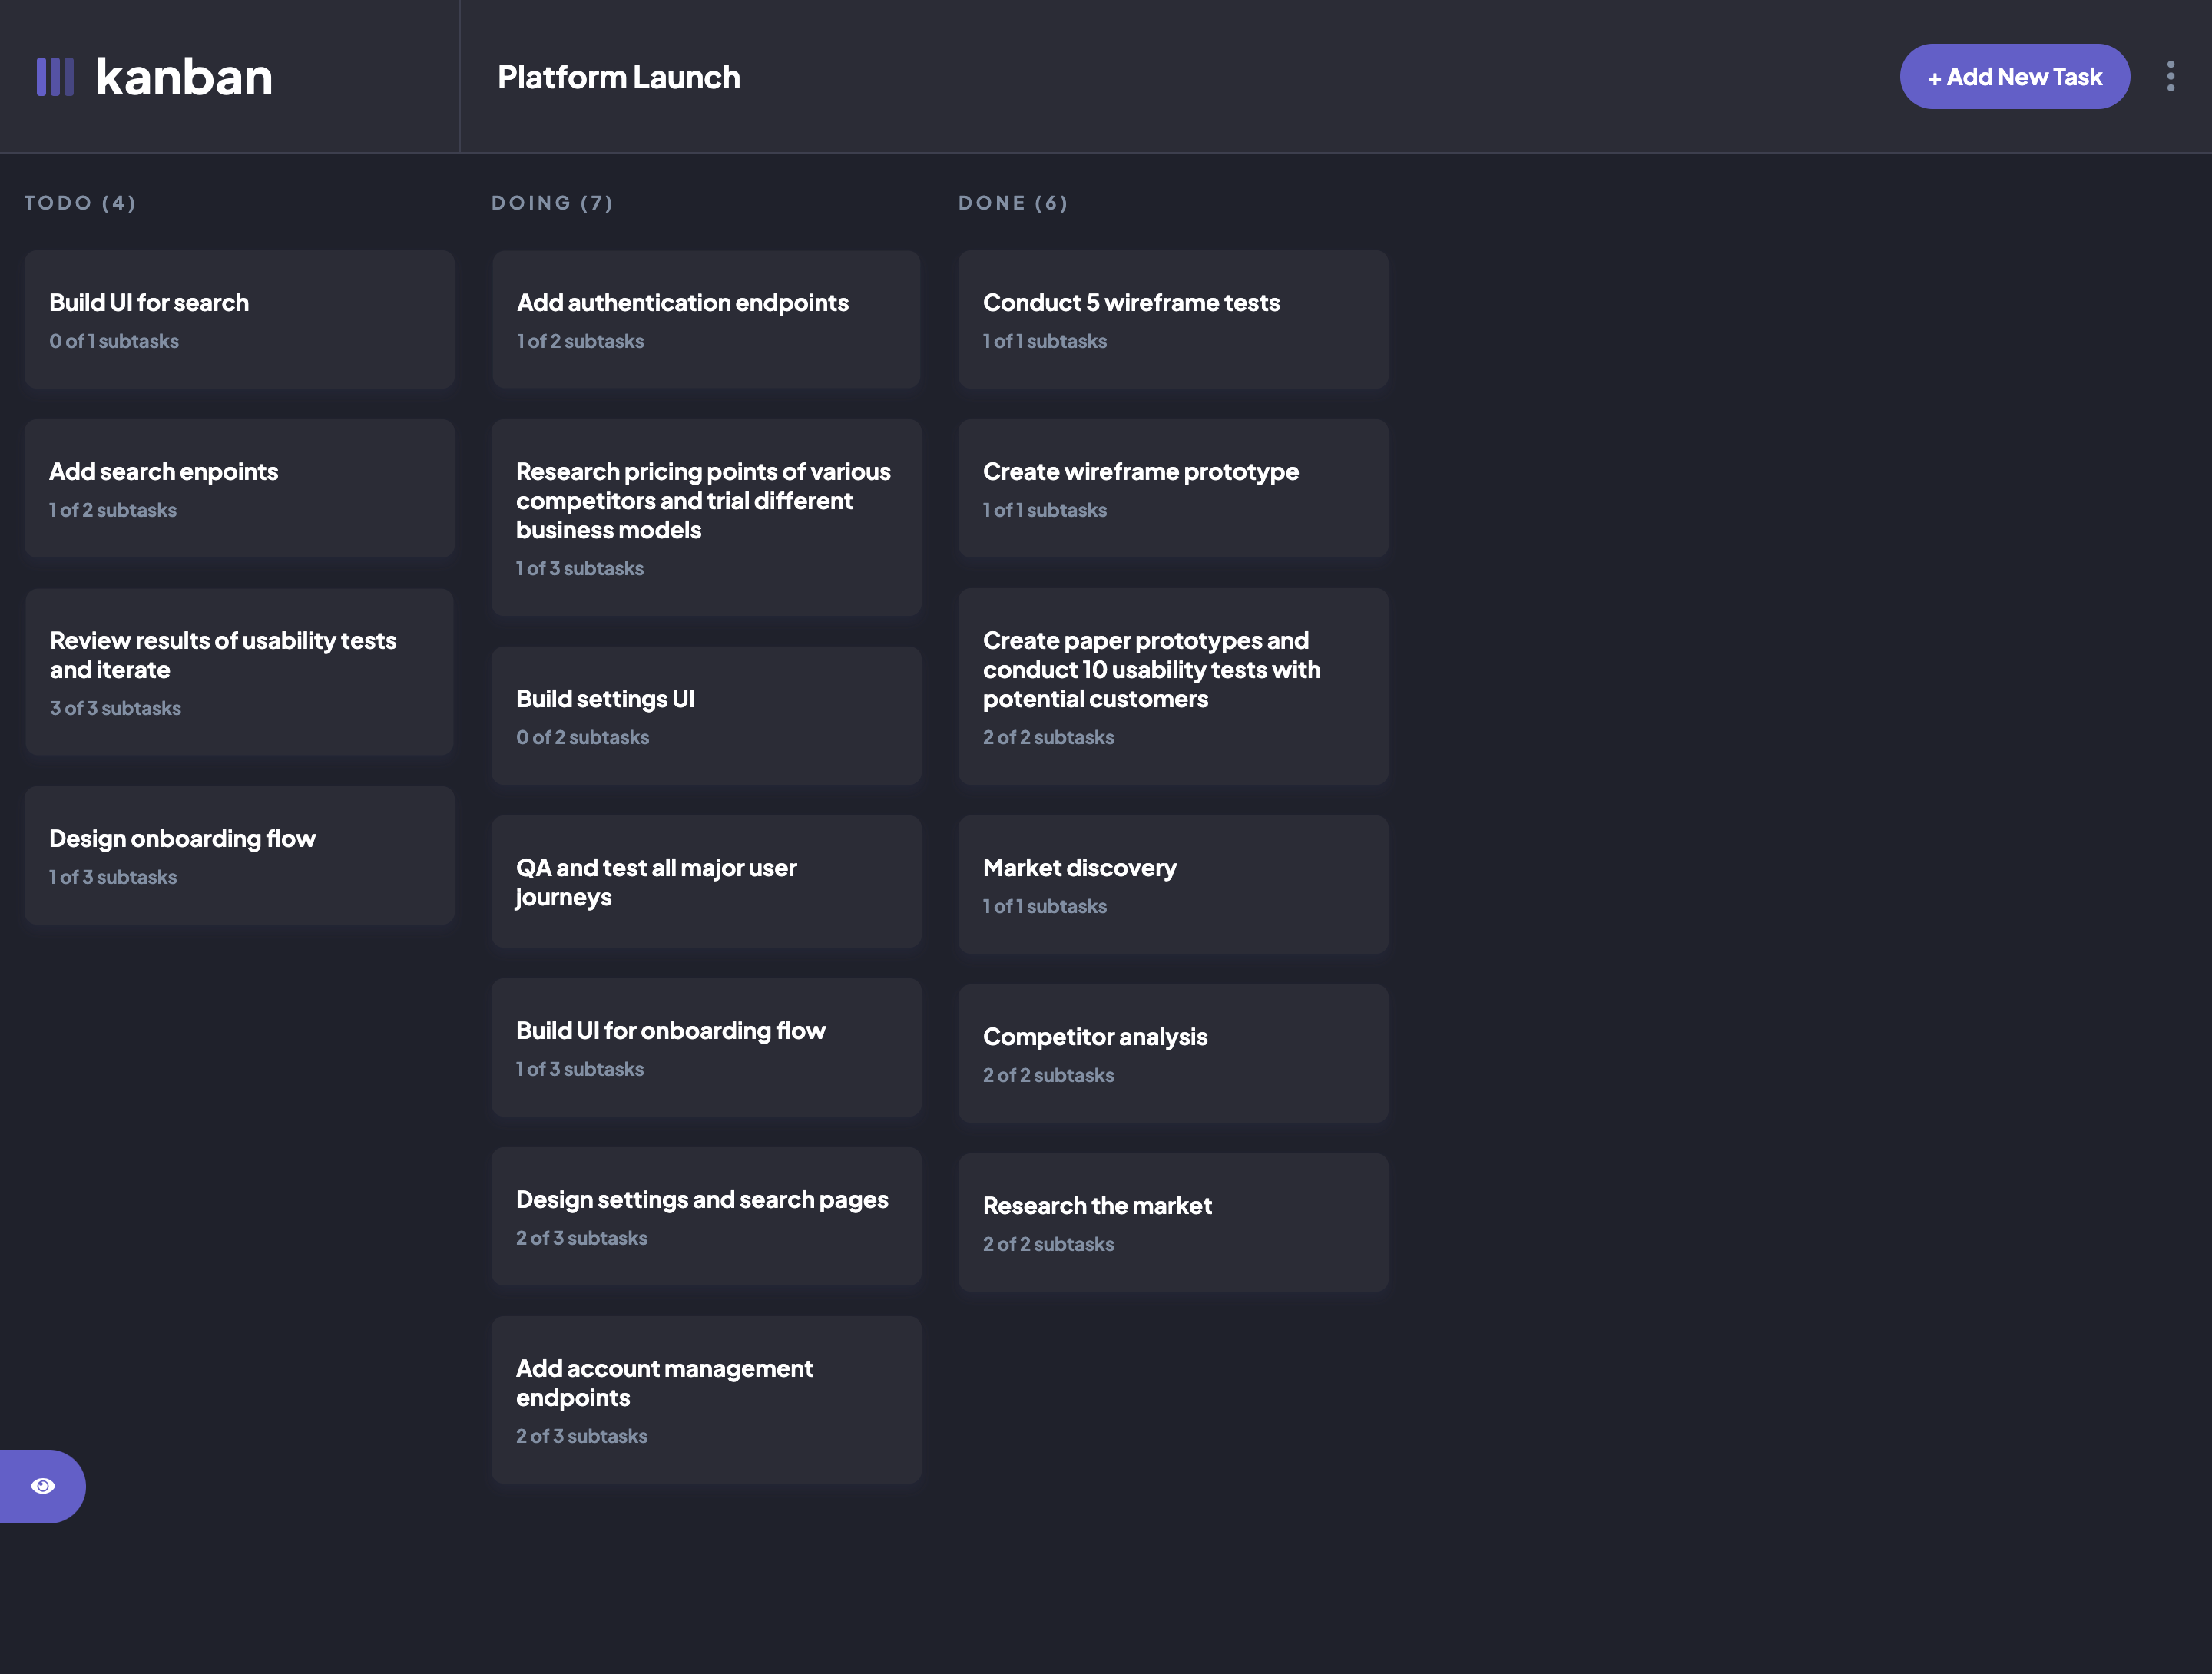 kanban
Platform Launch
+ Add New Task
TODO (4)
Build UI for search
0 of 1 subtasks
Add search enpoints
1 of 2 subtasks
Review results of usability tests
and iterate
3 of 3 subtasks
Design onboarding flow
1 of 3 subtasks
DOING (7)
Add authentication endpoints
1 of 2 subtasks
Research pricing points of various
competitors and trial different
business models
1 of 3 subtasks
Build settings UI
0 of 2 subtasks
QA and test all major user
journeys
Build UI for onboarding flow
1 of 3 subtasks
Design settings and search pages
2 of 3 subtasks
Add account management
endpoints
2 of 3 subtasks
DONE (6)
Conduct 5 wireframe tests
1 of 1 subtasks
Create wireframe prototype
1 of 1 subtasks
Create paper prototypes and
conduct 10 usability tests with
potential customers
2 of 2 subtasks
Market discovery
1 of 1 subtasks
Competitor analysis
2 of 2 subtasks
Research the market
2 of 2 subtasks